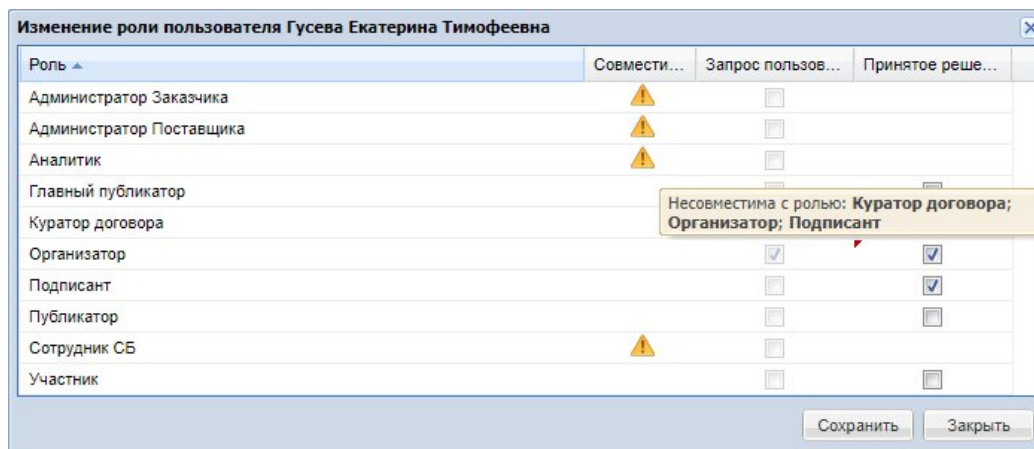 Изменение роли пользователя Гусева Екатерина Тимофеевна
Роль Совмести... Запрос пользов... Принятое реше...
Администратор Заказчика
Администратор Поставщика
Аналитик
Главный публикатор
Несовместима с ролью: Куратор договора;
Куратор договора
Организатор; Подписант
Организатор
Подписант
Публикатор
Сотрудник СБ
Участник
Сохранить Закрыть